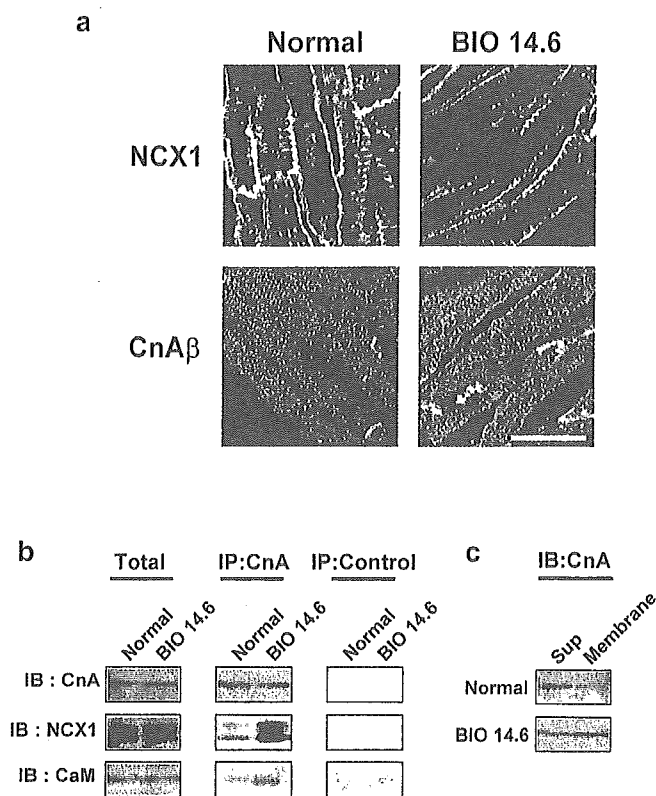 a
Normal BIO 14.6
NCX1
CnAβ
b
Total IP:CnA IP:Control
Normal BIO 14.6 Normal BIO 14.6 Normal BIO 14.6
IB : CnA
IB : NCX1
IB : CaM
c
IB:CnA
Sup Membrane
Normal
BIO 14.6